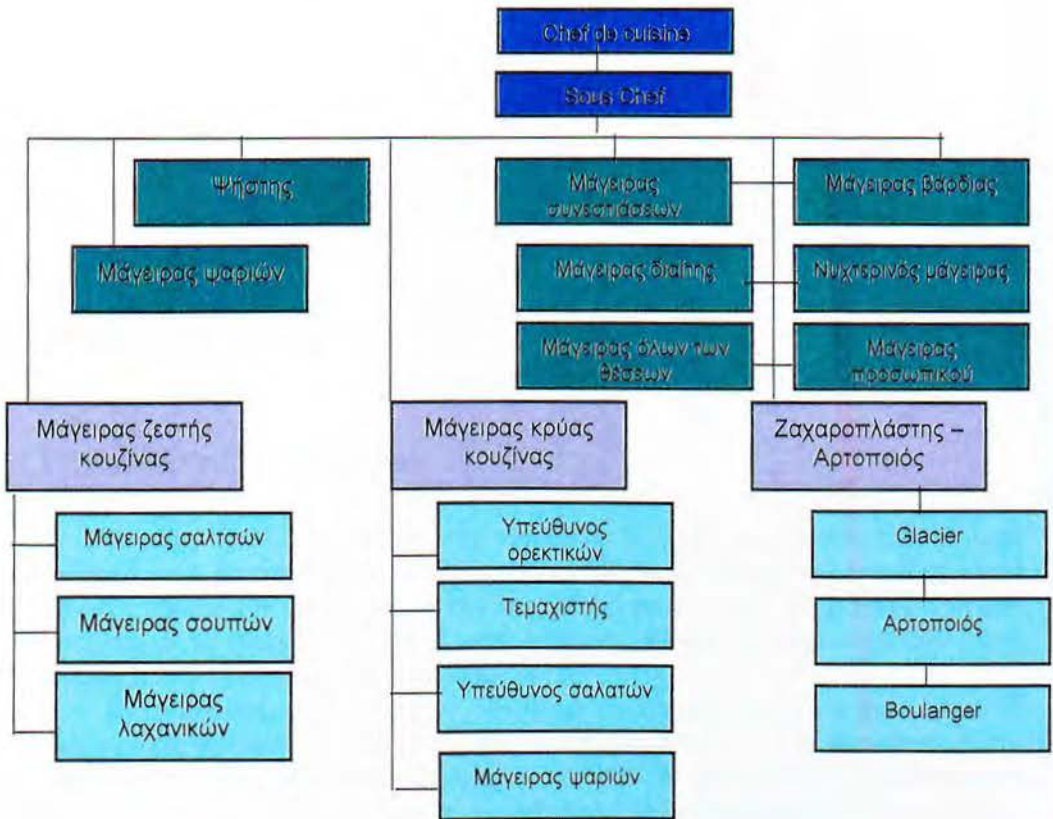 Chef de cuisine
Sous Chef
Ψήστης
Μάγειρας
συνεστιάσεων
Μάγειρας βάρδιας
Μάγειρας ψαριών
Μάγειρας διαίτης
Νυχτερινός μάγειρας
Μάγειρας όλων των
θέσεων
Μάγειρας
προσωπικού
Μάγειρας ζεστής
κουζίνας
Μάγειρας κρύας
κουζίνας
Ζαχαροπλάστης –
Αρτοποιός
Μάγειρας σαλτσών
Μάγειρας σουπών
Μάγειρας
λαχανικών
Υπεύθυνος
ορεκτικών
Τεμαχιστής
Υπεύθυνος σαλατών
Μάγειρας ψαριών
Glacier
Αρτοποιός
Boulanger